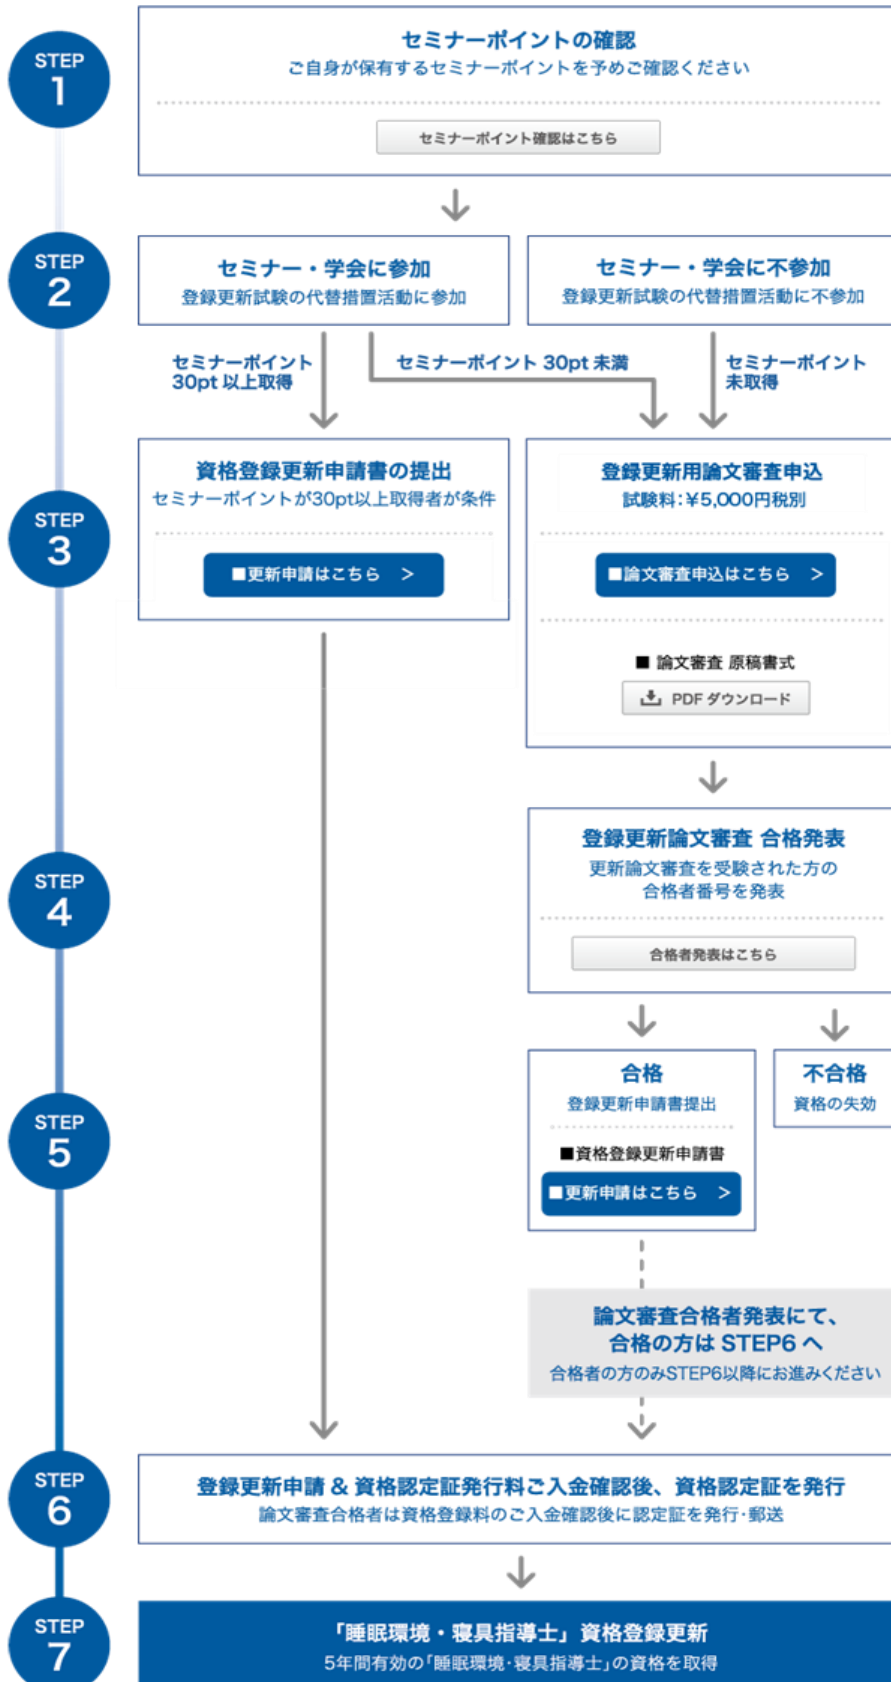 STEP
1
セミナーポイントの確認
ご自身が保有するセミナーポイントを予めご確認ください
セミナーポイント確認はこちら
STEP
2
セミナー・学会に参加
登録更新試験の代替措置活動に参加
セミナー・学会に不参加
登録更新試験の代替措置活動に不参加
セミナーポイント
30pt 以上取得
セミナーポイント 30pt 未満
セミナーポイント
未取得
STEP
3
資格登録更新申請書の提出
セミナーポイントが30pt以上取得者が条件
■更新申請はこちら ＞
登録更新用論文審査申込
試験料：¥5,000円税別
■論文審査申込はこちら ＞
■ 論文審査 原稿書式
PDF ダウンロード
STEP
4
登録更新論文審査 合格発表
更新論文審査を受験された方の
合格者番号を発表
合格者発表はこちら
STEP
5
合格
登録更新申請書提出
■資格登録更新申請書
■更新申請はこちら ＞
不合格
資格の失効
論文審査合格者発表にて、
合格の方は STEP6 へ
合格者の方のみSTEP6以降にお進みください
STEP
6
登録更新申請 & 資格認定証発行料ご入金確認後、資格認定証を発行
論文審査合格者は資格登録料のご入金確認後に認定証を発行・郵送
STEP
7
「睡眠環境・寝具指導士」資格登録更新
5年間有効の「睡眠環境・寝具指導士」の資格を取得